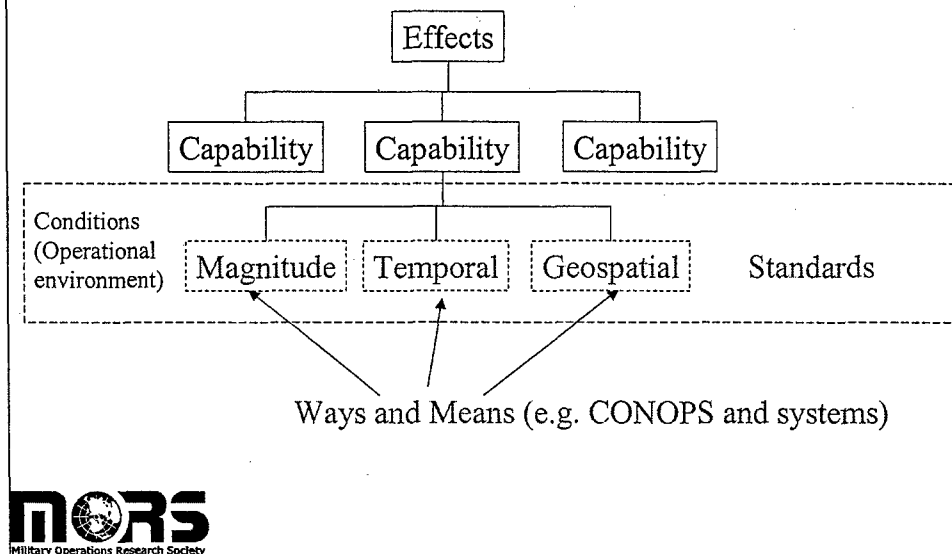 Effects
Capability Capability Capability
Conditions
(Operational
environment)
Magnitude Temporal Geospatial Standards
Ways and Means (e.g. CONOPS and systems)
MORS
Military Operations Research Society